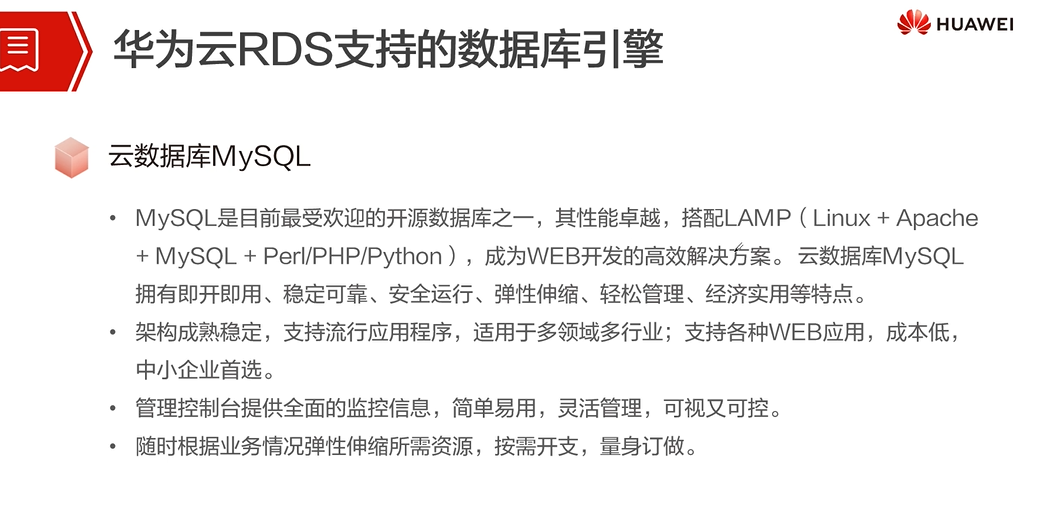 华为云RDS支持的数据库引擎
HUAWEI
云数据库MySQL
• MySQL是目前最受欢迎的开源数据库之一，其性能卓越，搭配LAMP（Linux + Apache
+ MySQL + Perl/PHP/Python），成为WEB开发的高效解决方案。云数据库MySQL
拥有即开即用、稳定可靠、安全运行、弹性伸缩、轻松管理、经济实用等特点。
• 架构成熟稳定，支持流行应用程序，适用于多领域多行业；支持各种WEB应用，成本低，
中小企业首选。
• 管理控制台提供全面的监控信息，简单易用，灵活管理，可视又可控。
• 随时根据业务情况弹性伸缩所需资源，按需开支，量身订做。